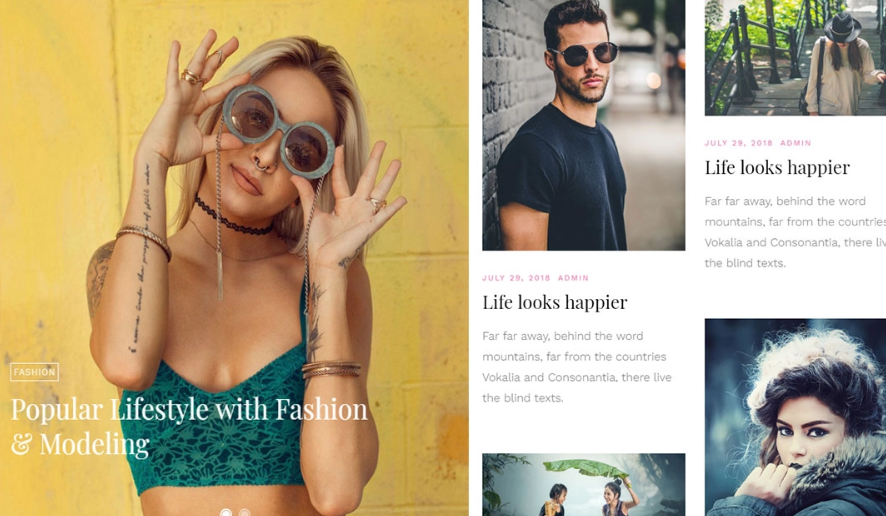 FASHION
Popular Lifestyle with Fashion
& Modeling
JULY 29, 2018 ADMIN
Life looks happier
Far far away, behind the word
mountains, far from the countries
Vokalia and Consonantia, there live
the blind texts.
JULY 29, 2018 ADMIN
Life looks happier
Far far away, behind the word
mountains, far from the countries
Vokalia and Consonantia, there liv
the blind texts.